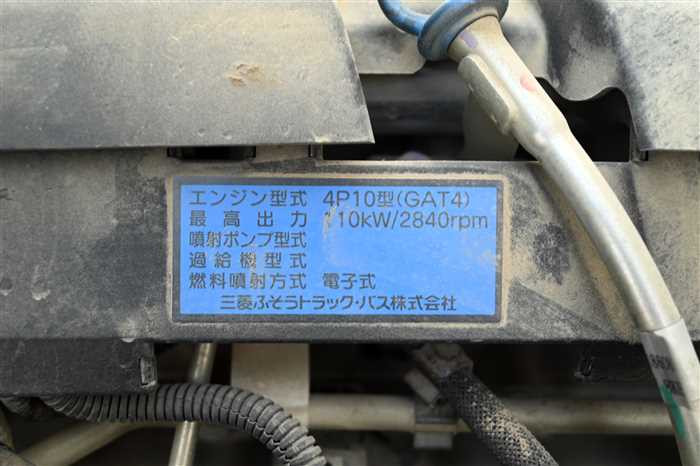 エンジン型式 4P10型(GAT4)
最高出力 110kW/2840rpm
噴射ポンプ型式
過給機型式
燃料噴射方式 電子式
三菱ふそうトラック・バス株式会社